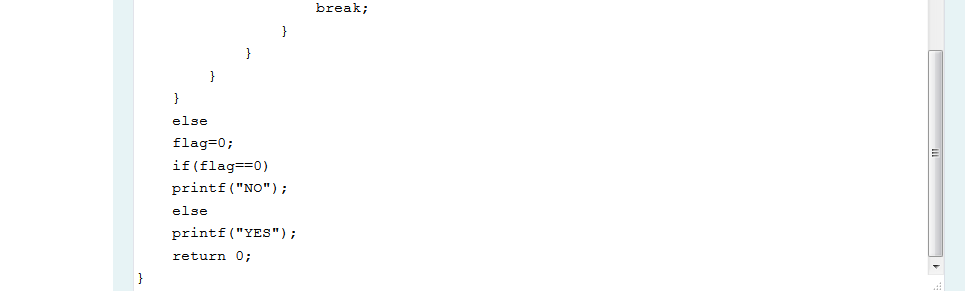 break;
}
}
}
}
else
flag=0;
if(flag==0)
printf("NO");
else
printf("YES");
return 0;
}